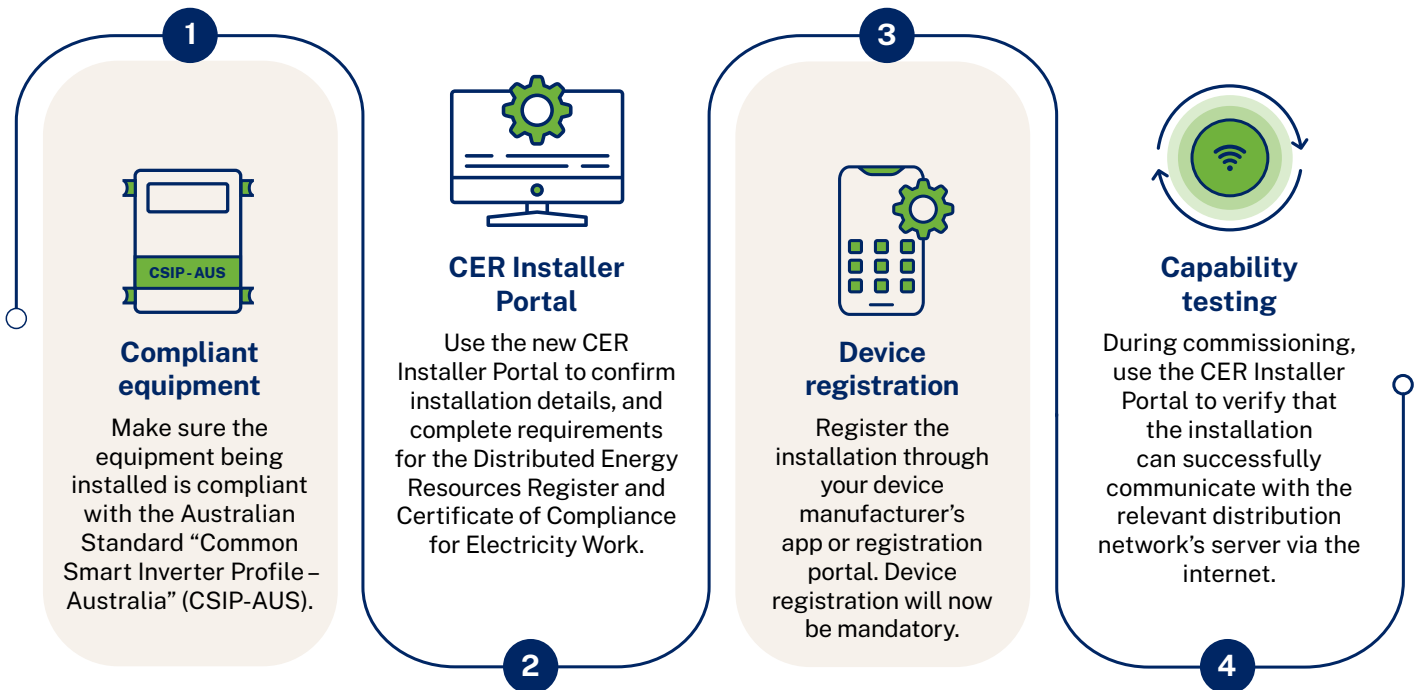 1
CSIP-AUS
Compliant
equipment
Make sure the
equipment being
installed is compliant
with the Australian
Standard “Common
Smart Inverter Profile –
Australia” (CSIP-AUS).
2
CER Installer
Portal
Use the new CER
Installer Portal to confirm
installation details, and
complete requirements
for the Distributed Energy
Resources Register and
Certificate of Compliance
for Electricity Work.
3
Device
registration
Register the
installation through
your device
manufacturer’s
app or registration
portal. Device
registration will now
be mandatory.
4
Capability
testing
During commissioning,
use the CER Installer
Portal to verify that
the installation
can successfully
communicate with the
relevant distribution
network’s server via the
internet.